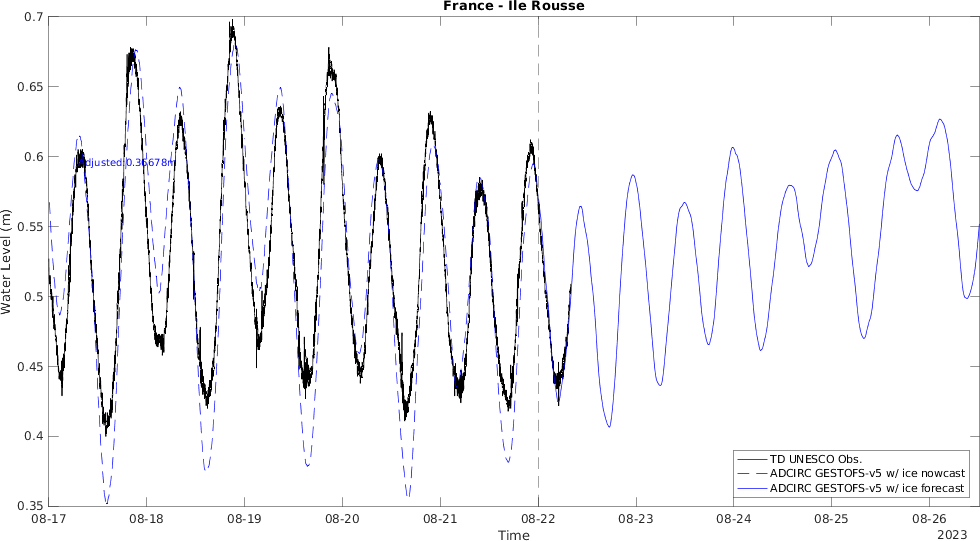 France - Ile Rousse
0.7
0.65
0.6
0.55
0.5
0.45
0.4
0.35
Water Level (m)
Adjusted:0.36678m
08-17 08-18 08-19 08-20 08-21 08-22 08-23 08-24 08-25 08-26
Time
2023
TD UNESCO Obs.
ADCIRC GESTOFS-v5 w/ ice nowcast
ADCIRC GESTOFS-v5 w/ ice forecast